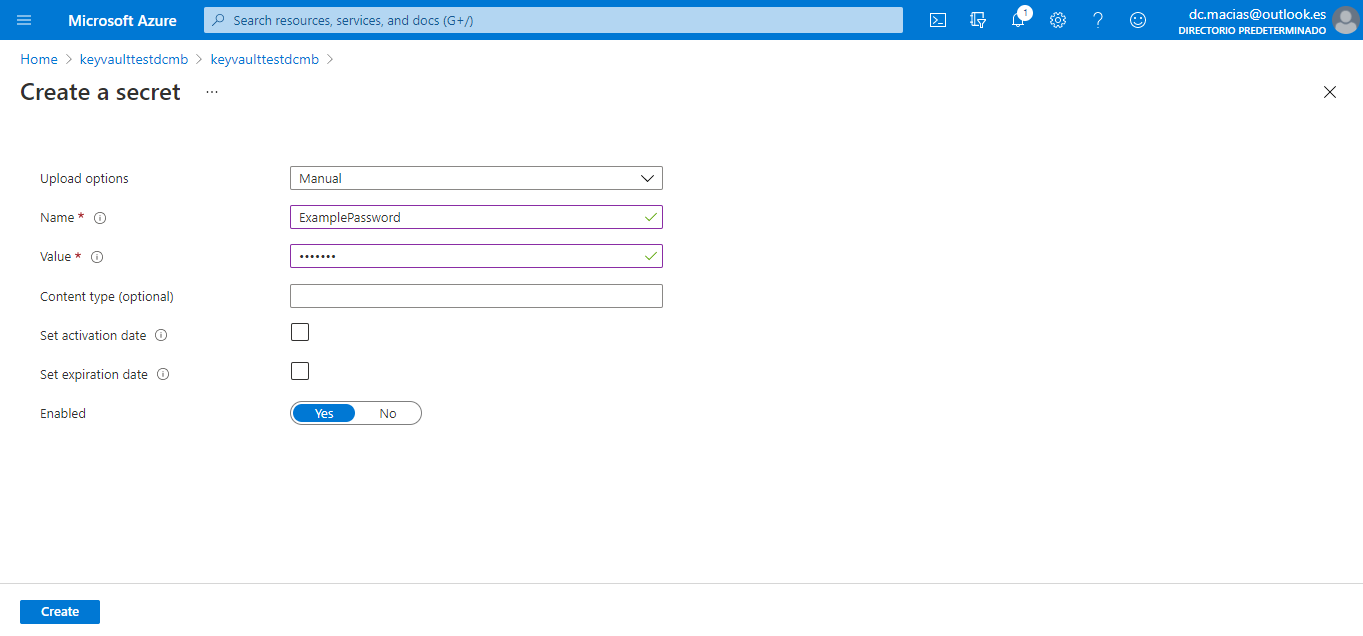 Microsoft Azure
Search resources, services, and docs (G+/)
1
dc.macias@outlook.es
DIRECTORIO PREDETERMINADO
Home > keyvaulttestdcmb > keyvaulttestdcmb >
Create a secret ...
Upload options
Manual
Name *
ExamplePassword
Value *
•••••••
Content type (optional)
Set activation date
Set expiration date
Enabled
Yes No
Create